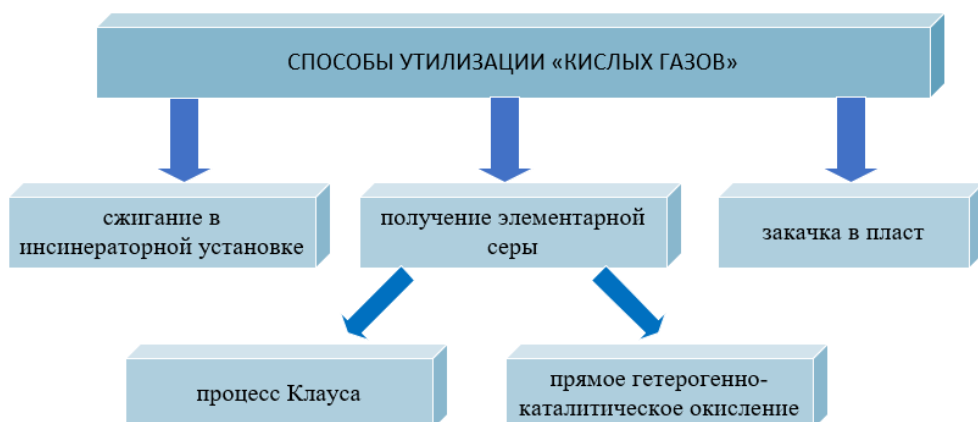 СПОСОБЫ УТИЛИЗАЦИИ «КИСЛЫХ ГАЗОВ»
сжигание в
инсинераторной установке
получение элементарной
серы
закачка в пласт
процесс Клауса
прямое гетерогенно-
каталитическое окисление